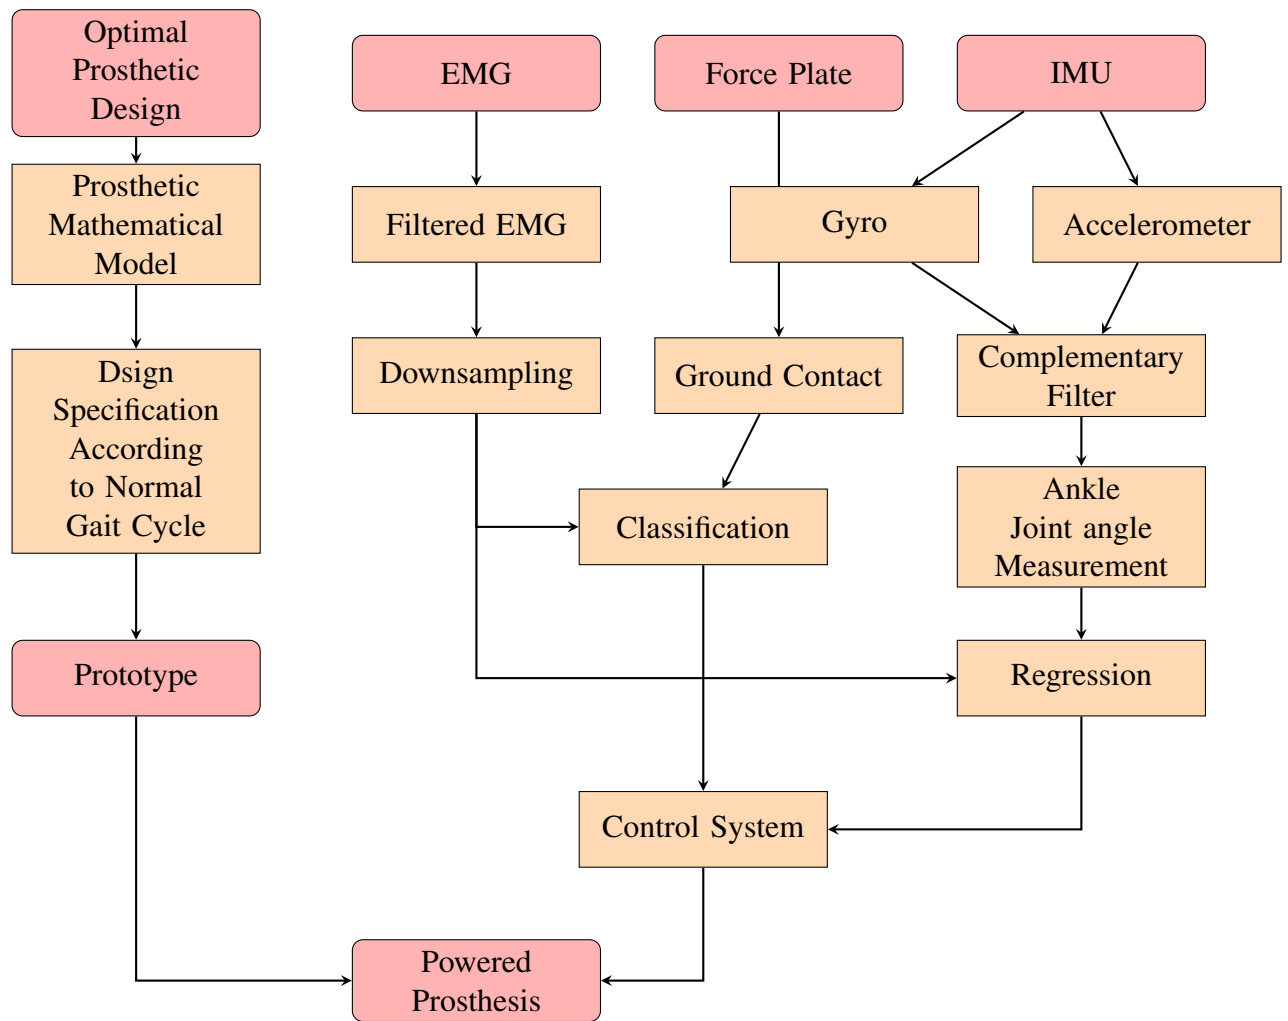 Optimal
Prosthetic
Design
EMG
Force Plate
IMU
Prosthetic
Mathematical
Model
Filtered EMG
Gyro
Accelerometer
Dsign
Specification
According
to Normal
Gait Cycle
Downsampling
Ground Contact
Complementary
Filter
Classification
Ankle
Joint angle
Measurement
Prototype
Regression
Control System
Powered
Prosthesis